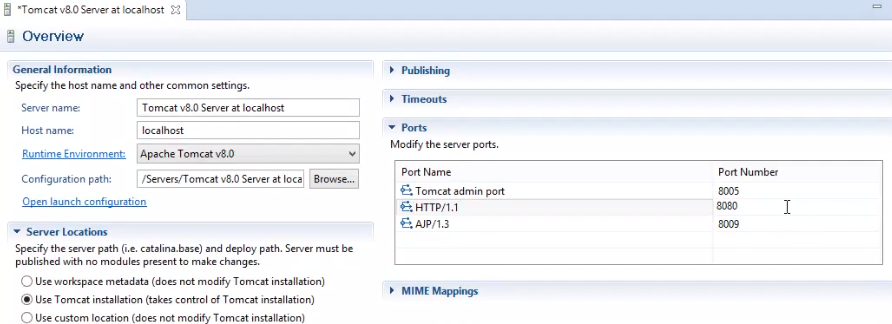 *Tomcat v8.0 Server at localhost
Overview
General Information
Specify the host name and other common settings.
Server name: Tomcat v8.0 Server at localhost
Host name: localhost
Runtime Environment: Apache Tomcat v8.0
Configuration path: /Servers/Tomcat v8.0 Server at loca Browse...
Open launch configuration
Server Locations
Specify the server path (i.e. catalina.base) and deploy path. Server must be
published with no modules present to make changes.
Use workspace metadata (does not modify Tomcat installation)
Use Tomcat installation (takes control of Tomcat installation)
Use custom location (does not modify Tomcat installation)
Publishing
Timeouts
Ports
Modify the server ports.
Port Name Port Number
Tomcat admin port 8005
HTTP/1.1 8080
AJP/1.3 8009
MIME Mappings